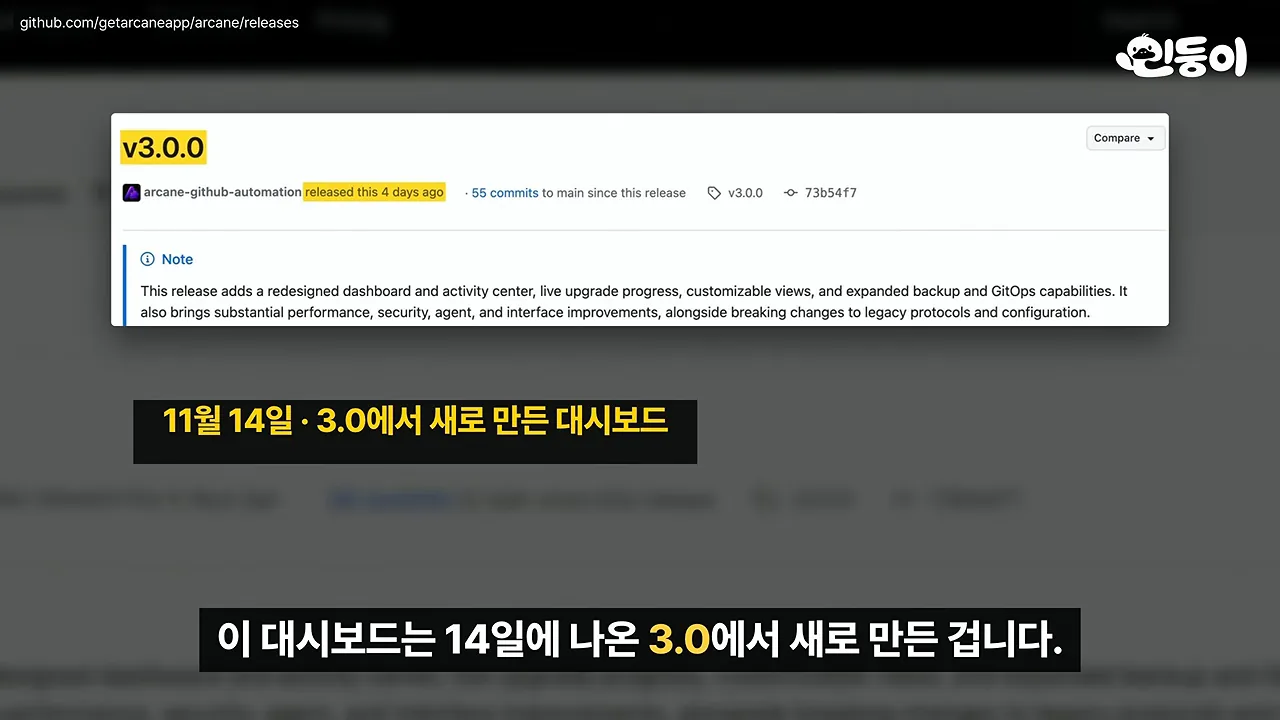 github.com/getarcaneapp/arcane/releases
인둥이
v3.0.0
Compare
arcane-github-automation released this 4 days ago · 55 commits to main since this release v3.0.0 73b54f7
Note
This release adds a redesigned dashboard and activity center, live upgrade progress, customizable views, and expanded backup and GitOps capabilities. It
also brings substantial performance, security, agent, and interface improvements, alongside breaking changes to legacy protocols and configuration.
11월 14일 · 3.0에서 새로 만든 대시보드
이 대시보드는 14일에 나온 3.0에서 새로 만든 겁니다.